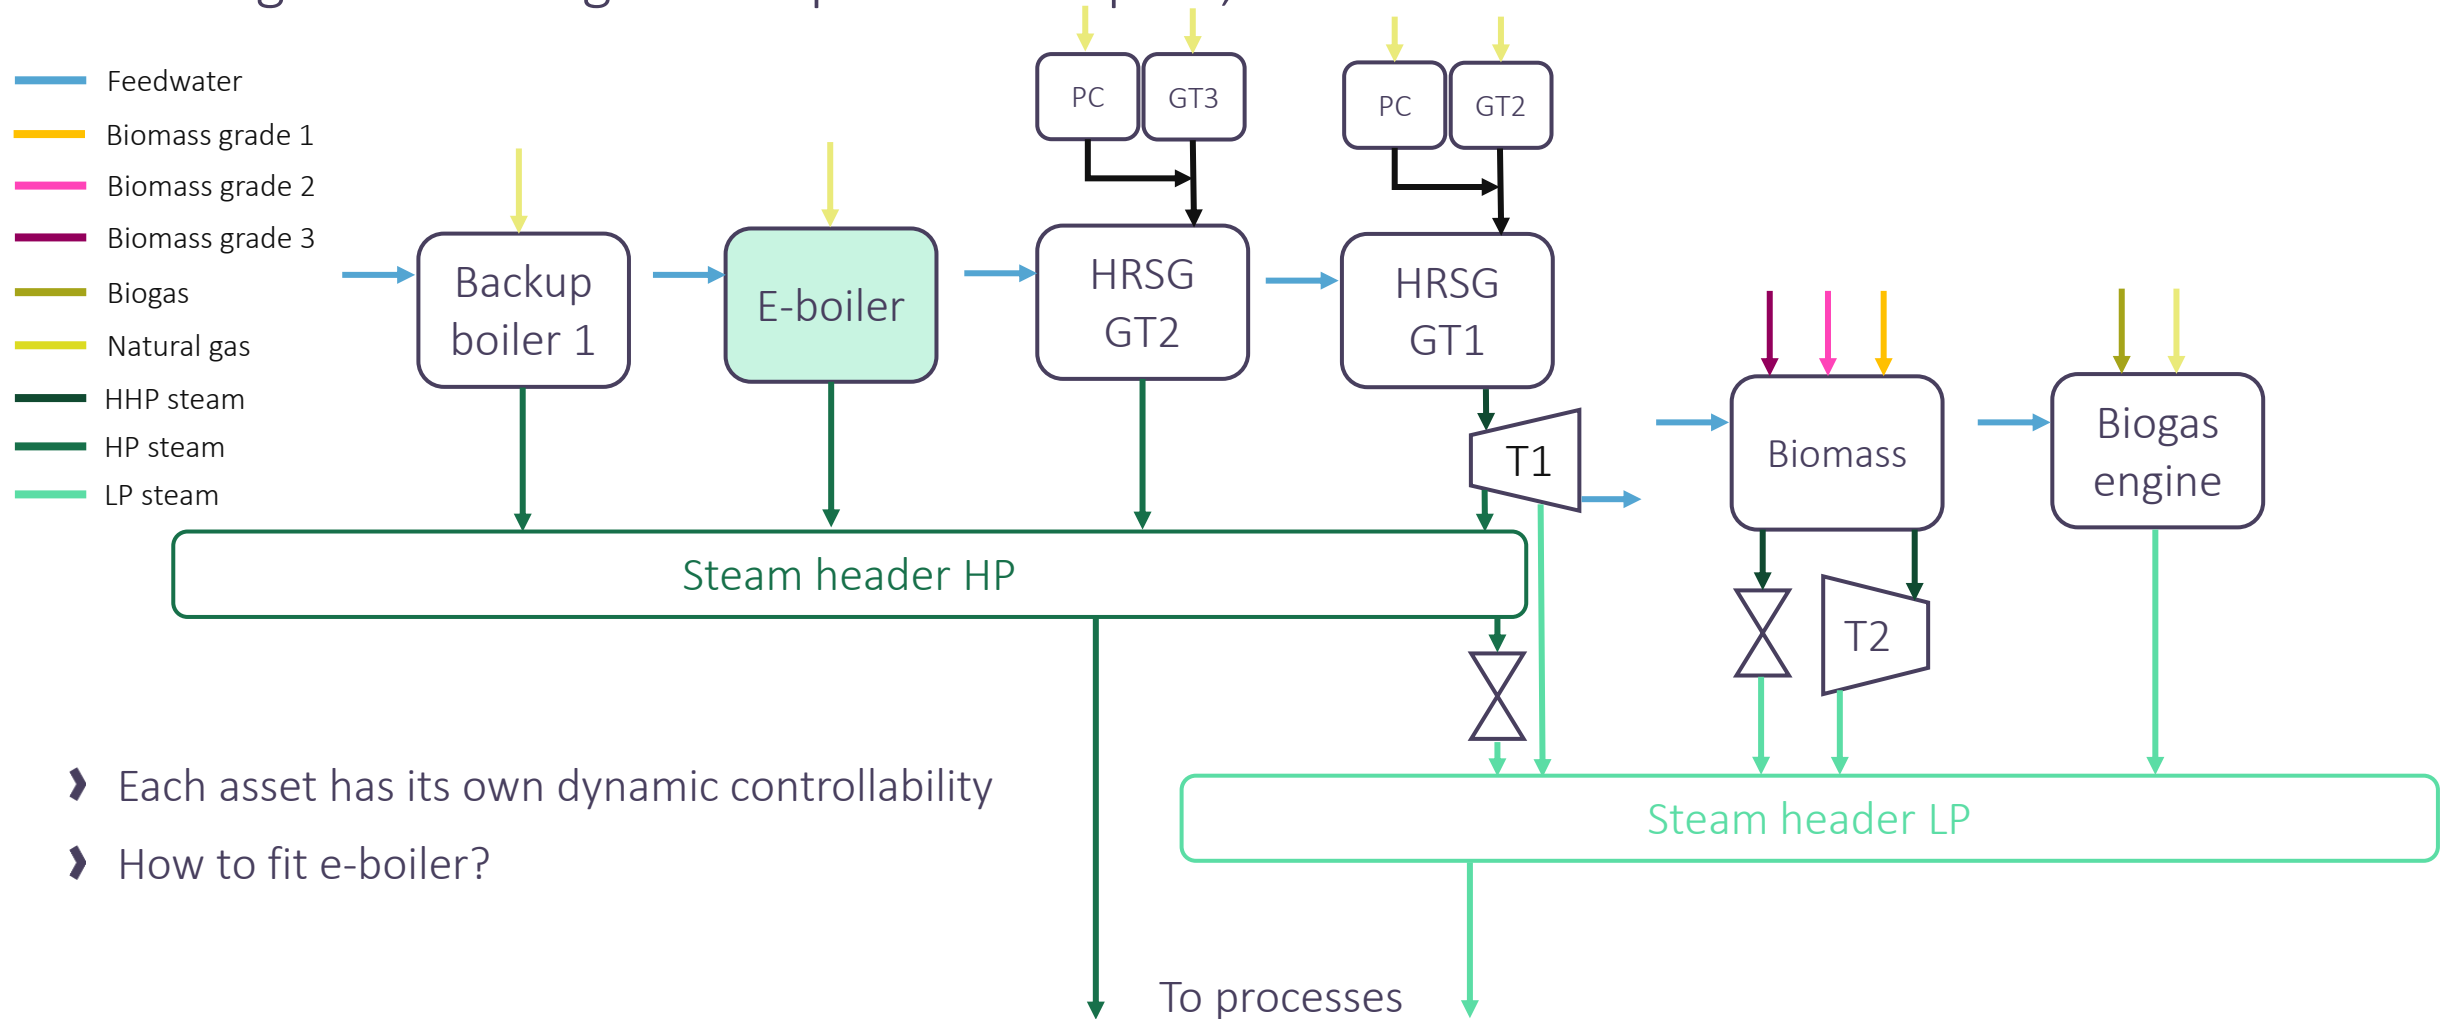 Feedwater
Biomass grade 1
Biomass grade 2
Biomass grade 3
Biogas
Natural gas
HHP steam
HP steam
LP steam
PC
GT3
PC
GT2
Backup
boiler 1
E-boiler
HRSG
GT2
HRSG
GT1
T1
Biomass
Biogas
engine
T2
Steam header HP
Steam header LP
Each asset has its own dynamic controllability
How to fit e-boiler?
To processes